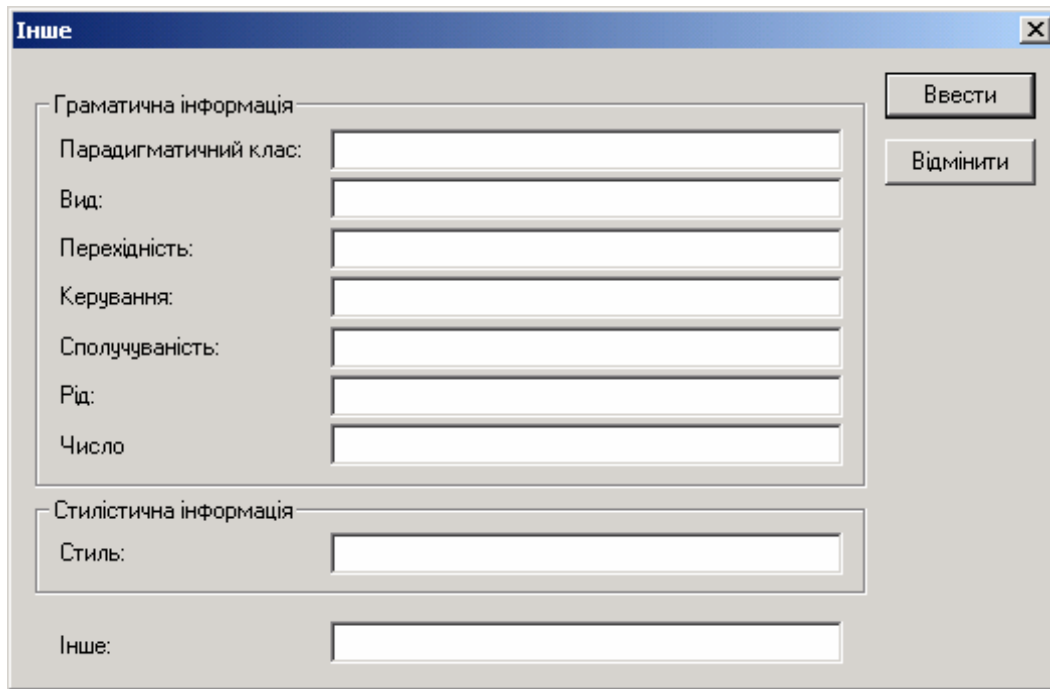 Інше
Граматична інформація
Парадигматичний клас:
Вид:
Перехідність:
Керування:
Сполучуваність:
Рід:
Число
Стилістична інформація
Стиль:
Інше:
Ввести
Відмінити